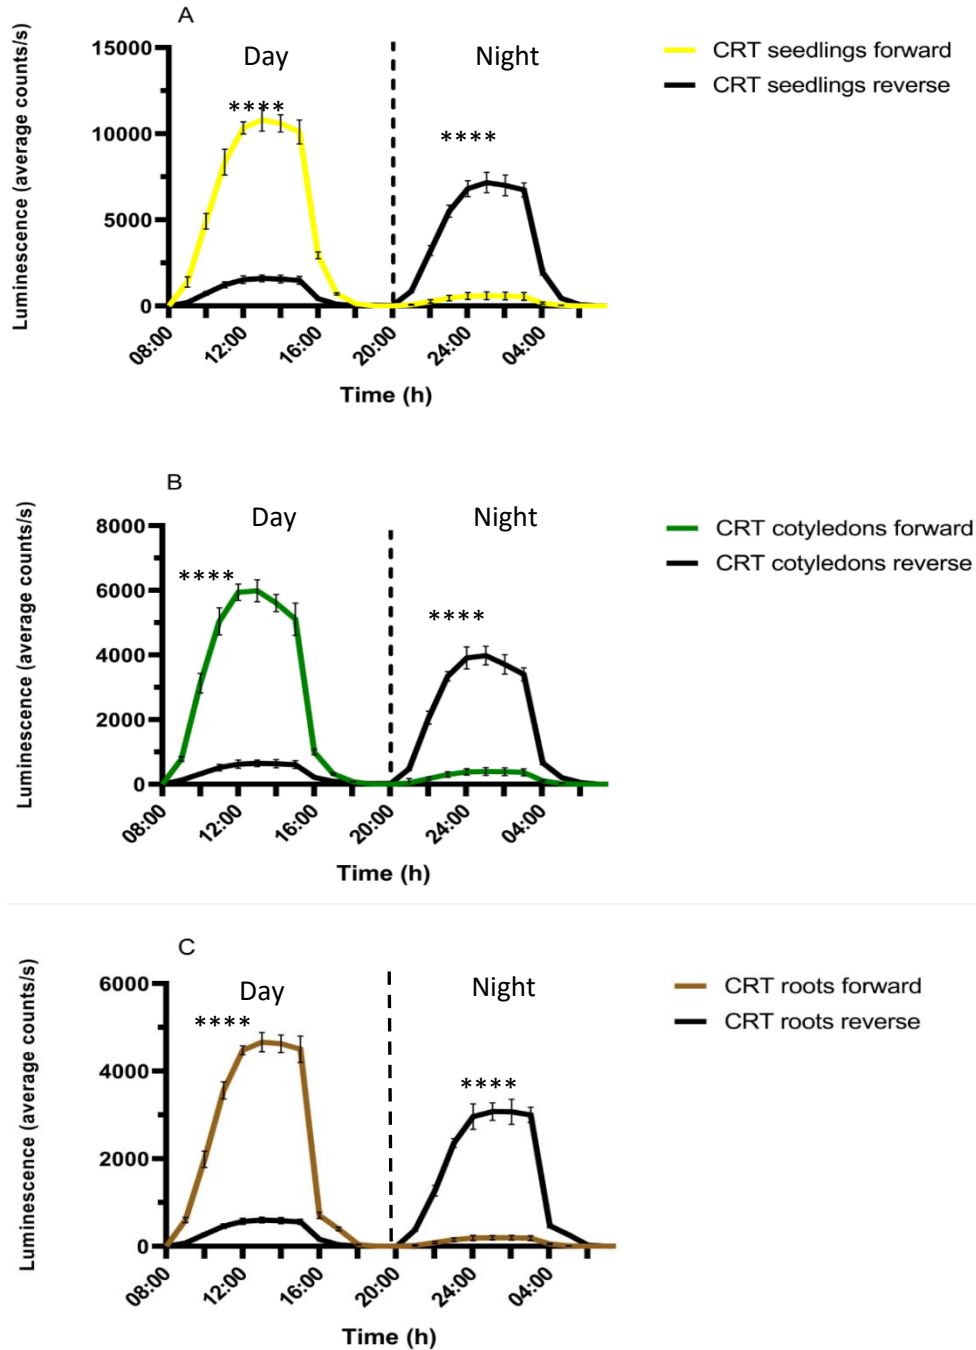 A
Day
Night
****
****
CRT seedlings forward
CRT seedlings reverse
Luminescence (average counts/s)
15000
10000
5000
0
08:00
12:00
16:00
20:00
24:00
04:00
Time (h)
B
Day
Night
****
****
CRT cotyledons forward
CRT cotyledons reverse
Luminescence (average counts/s)
8000
6000
4000
2000
0
08:00
12:00
16:00
20:00
24:00
04:00
Time (h)
C
Day
Night
****
****
CRT roots forward
CRT roots reverse
Luminescence (average counts/s)
6000
4000
2000
0
08:00
12:00
16:00
20:00
24:00
04:00
Time (h)